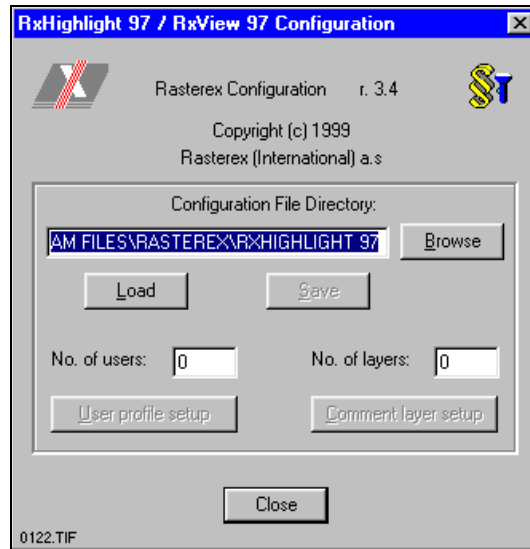 RxHighlight 97 / RxView 97 Configuration
Rasterex Configuration r. 3.4
Copyright (c) 1999
Rasterex (International) a.s
Configuration File Directory:
AM FILES\RASTEREX\RXHIGHLIGHT 97 Browse
Load Save
No. of users: 0 No. of layers: 0
User profile setup Comment layer setup
Close
0122.TIF